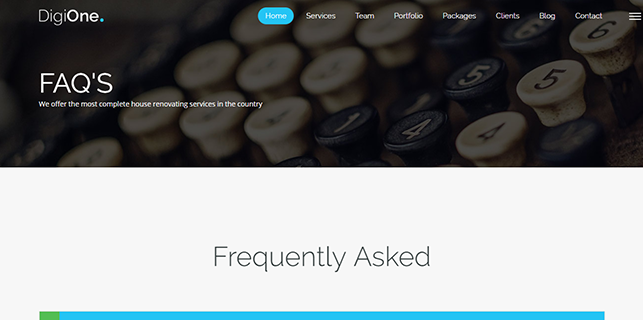 DigiOne.
Home Services Team Portfolio Packages Clients Blog Contact
FAQ'S
We offer the most complete house renovating services in the country
Frequently Asked